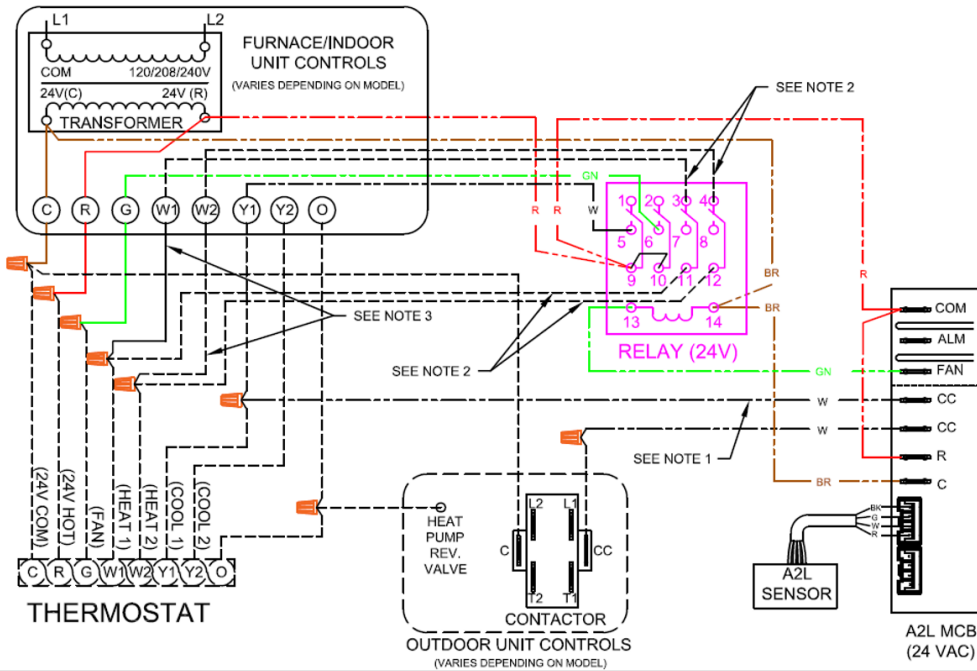 L1
L2
FURNACE/INDOOR
UNIT CONTROLS
(VARIES DEPENDING ON MODEL)
COM
120/208/240V
24V(C)
24V (R)
TRANSFORMER
SEE NOTE 2
C
R
G
W1
W2
Y1
Y2
O
GN
R
R
W
1
2
3
4
5
6
7
8
9
10
11
12
13
14
RELAY (24V)
R
BR
BR
R
SEE NOTE 3
SEE NOTE 2
GN
W
W
SEE NOTE 1
BR
COM
ALM
FAN
CC
CC
R
C
BK
G
W
R
A2L
SENSOR
A2L MCB
(24 VAC)
(24V COM)
(24V HOT)
(FAN)
(HEAT 1)
(HEAT 2)
(COOL 1)
(COOL 2)
C
R
G
W1
W2
Y1
Y2
O
THERMOSTAT
HEAT
PUMP
REV.
VALVE
L2
L1
C
CC
T2
T1
CONTACTOR
OUTDOOR UNIT CONTROLS
(VARIES DEPENDING ON MODEL)